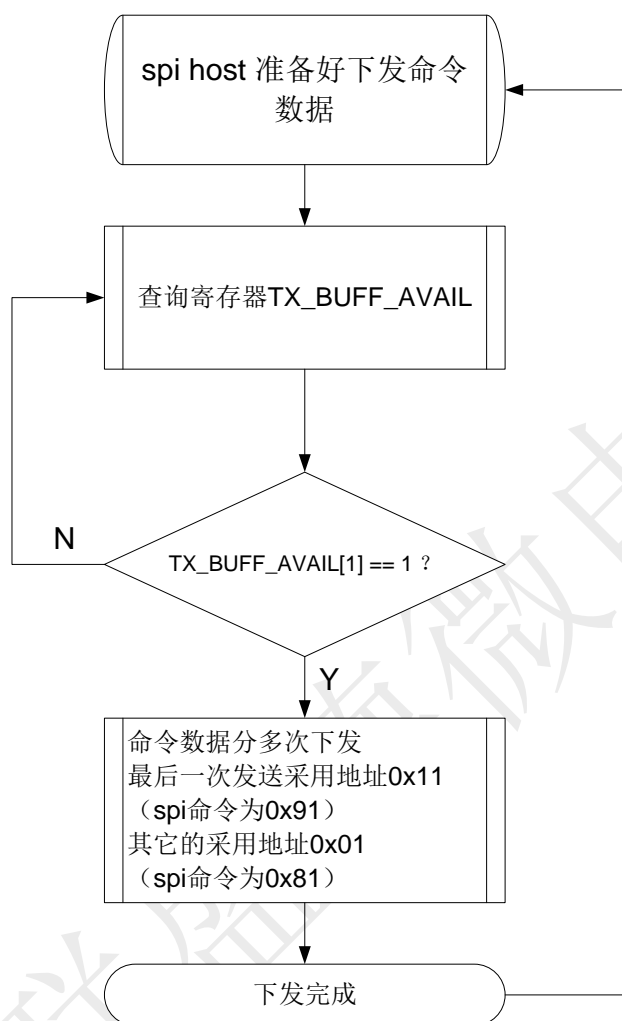 spi host 准备好下发命令
数据
查询寄存器TX_BUFF_AVAIL
N
TX_BUFF_AVAIL[1] == 1 ？
Y
命令数据分多次下发
最后一次发送采用地址0x11
（spi命令为0x91）
其它的采用地址0x01
（spi命令为0x81）
下发完成